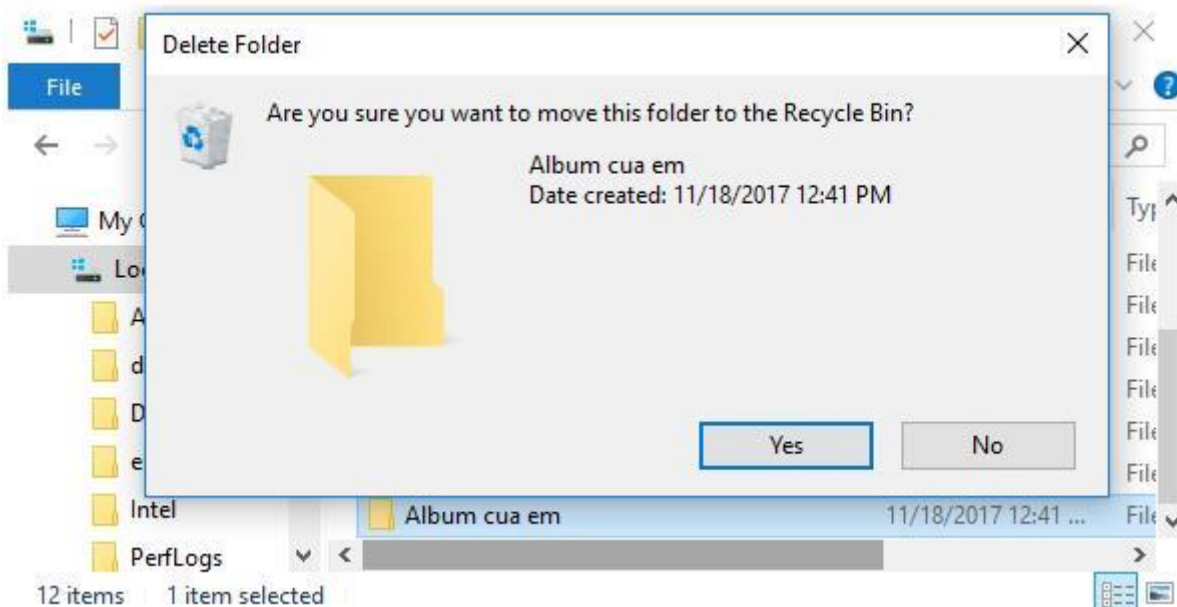 Delete Folder
File
Are you sure you want to move this folder to the Recycle Bin?
Album cua em
Date created: 11/18/2017 12:41 PM
My
Yes
No
Intel
Album cua em
11/18/2017 12:41 ...
PerfLogs
12 items
1 item selected